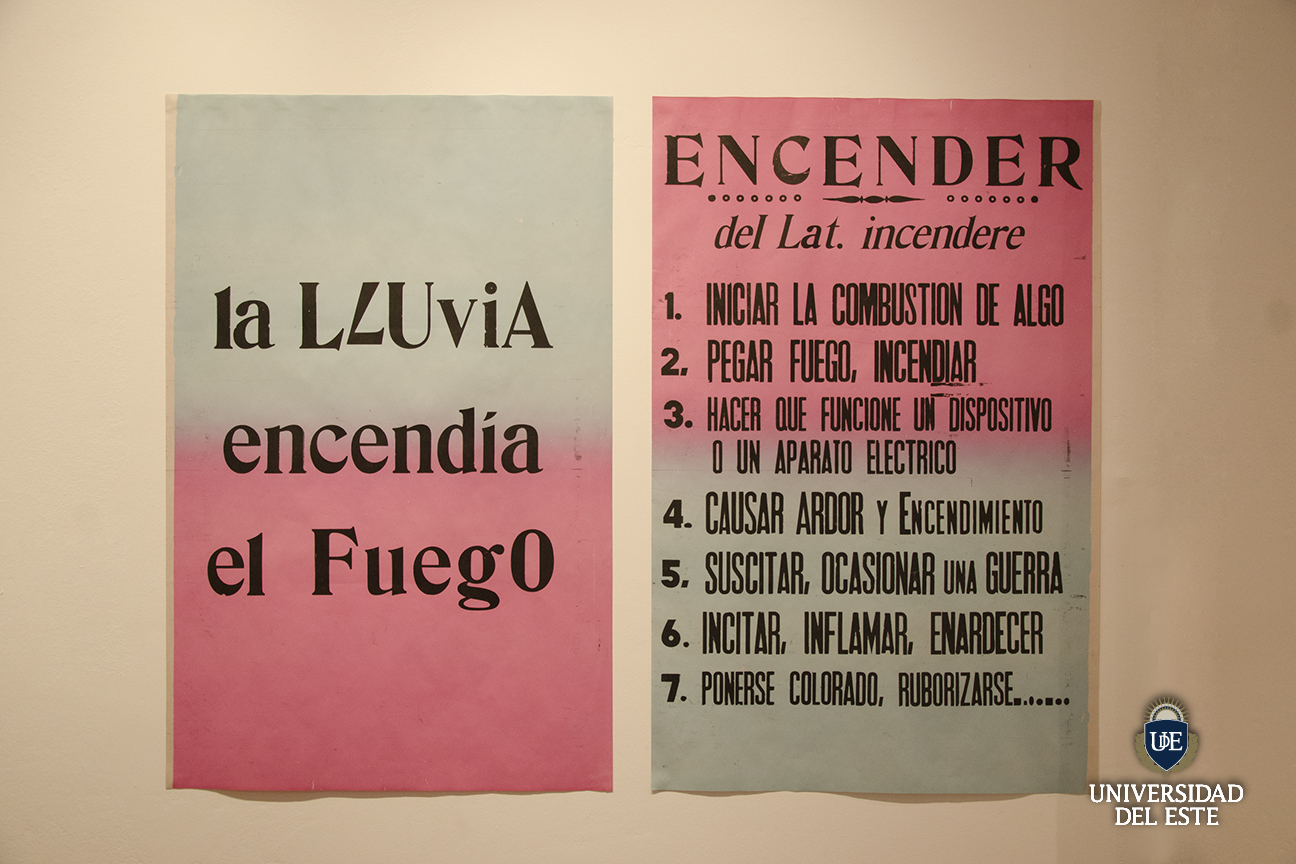 la LLUviA
encendía
el FuegO
ENCENDER
del Lat. incendere
1. INICIAR LA COMBUSTION DE ALGO
2, PEGAR FUEGO, INCENDIAR
3. HACER QUE FUNCIONE UN DISPOSITIVO
O UN APARATO ELECTRICO
4. CAUSAR ARDOR Y ENCENDIMIENTO
5, SUSCITAR, OCASIONAR UNA GUERRA
6. INCITAR, INFLAMAR, ENARDECER
7. PONERSE COLORADO, RUBORIZARSE.......
UDE
UNIVERSIDAD
DEL ESTE